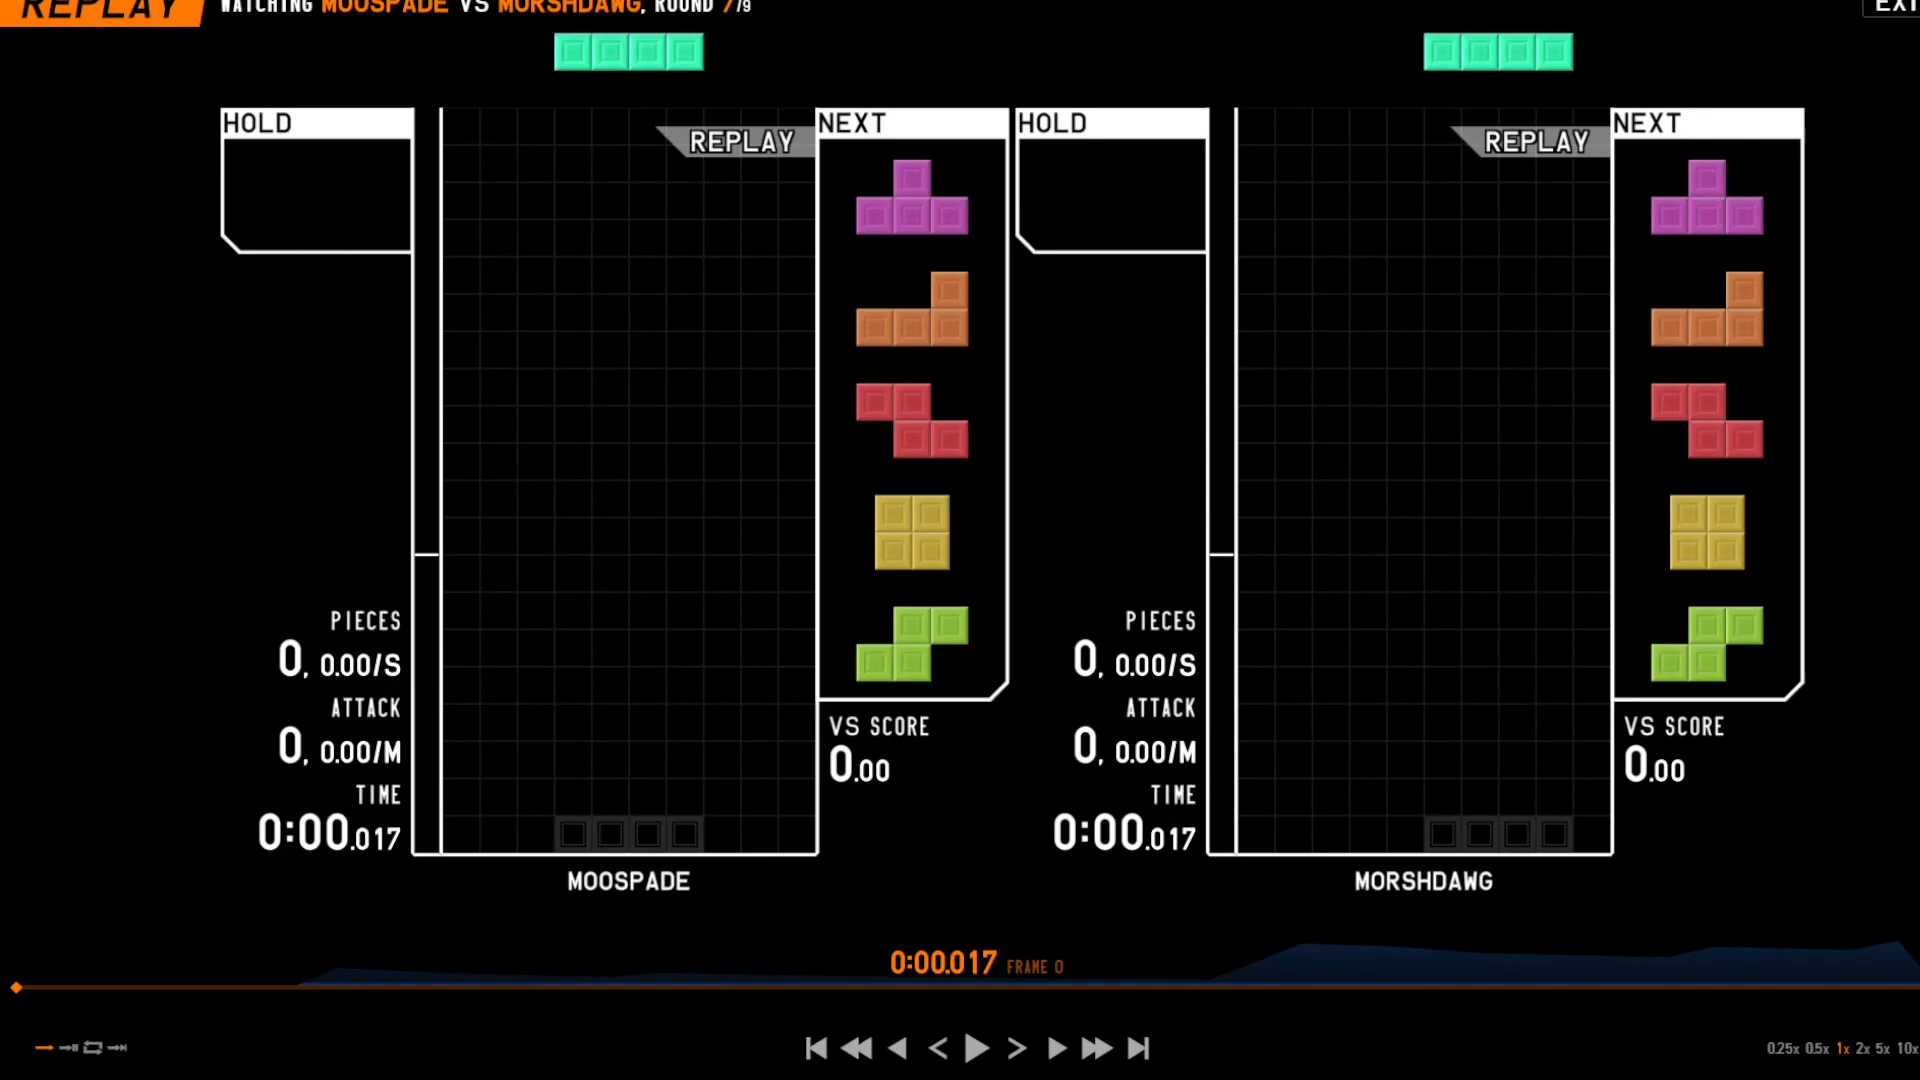 REPLAY WATCHING MOOSPADE VS MORSHDAWG, ROUND 7/9
HOLD
REPLAY
NEXT
PIECES
0, 0.00/S
ATTACK
0, 0.00/M
TIME
0:00.017
VS SCORE
0.00
MOOSPADE
HOLD
REPLAY
NEXT
PIECES
0, 0.00/S
ATTACK
0, 0.00/M
TIME
0:00.017
VS SCORE
0.00
MORSHDAWG
0:00.017 FRAME 0
0.25x 0.5x 1x 2x 5x 10x